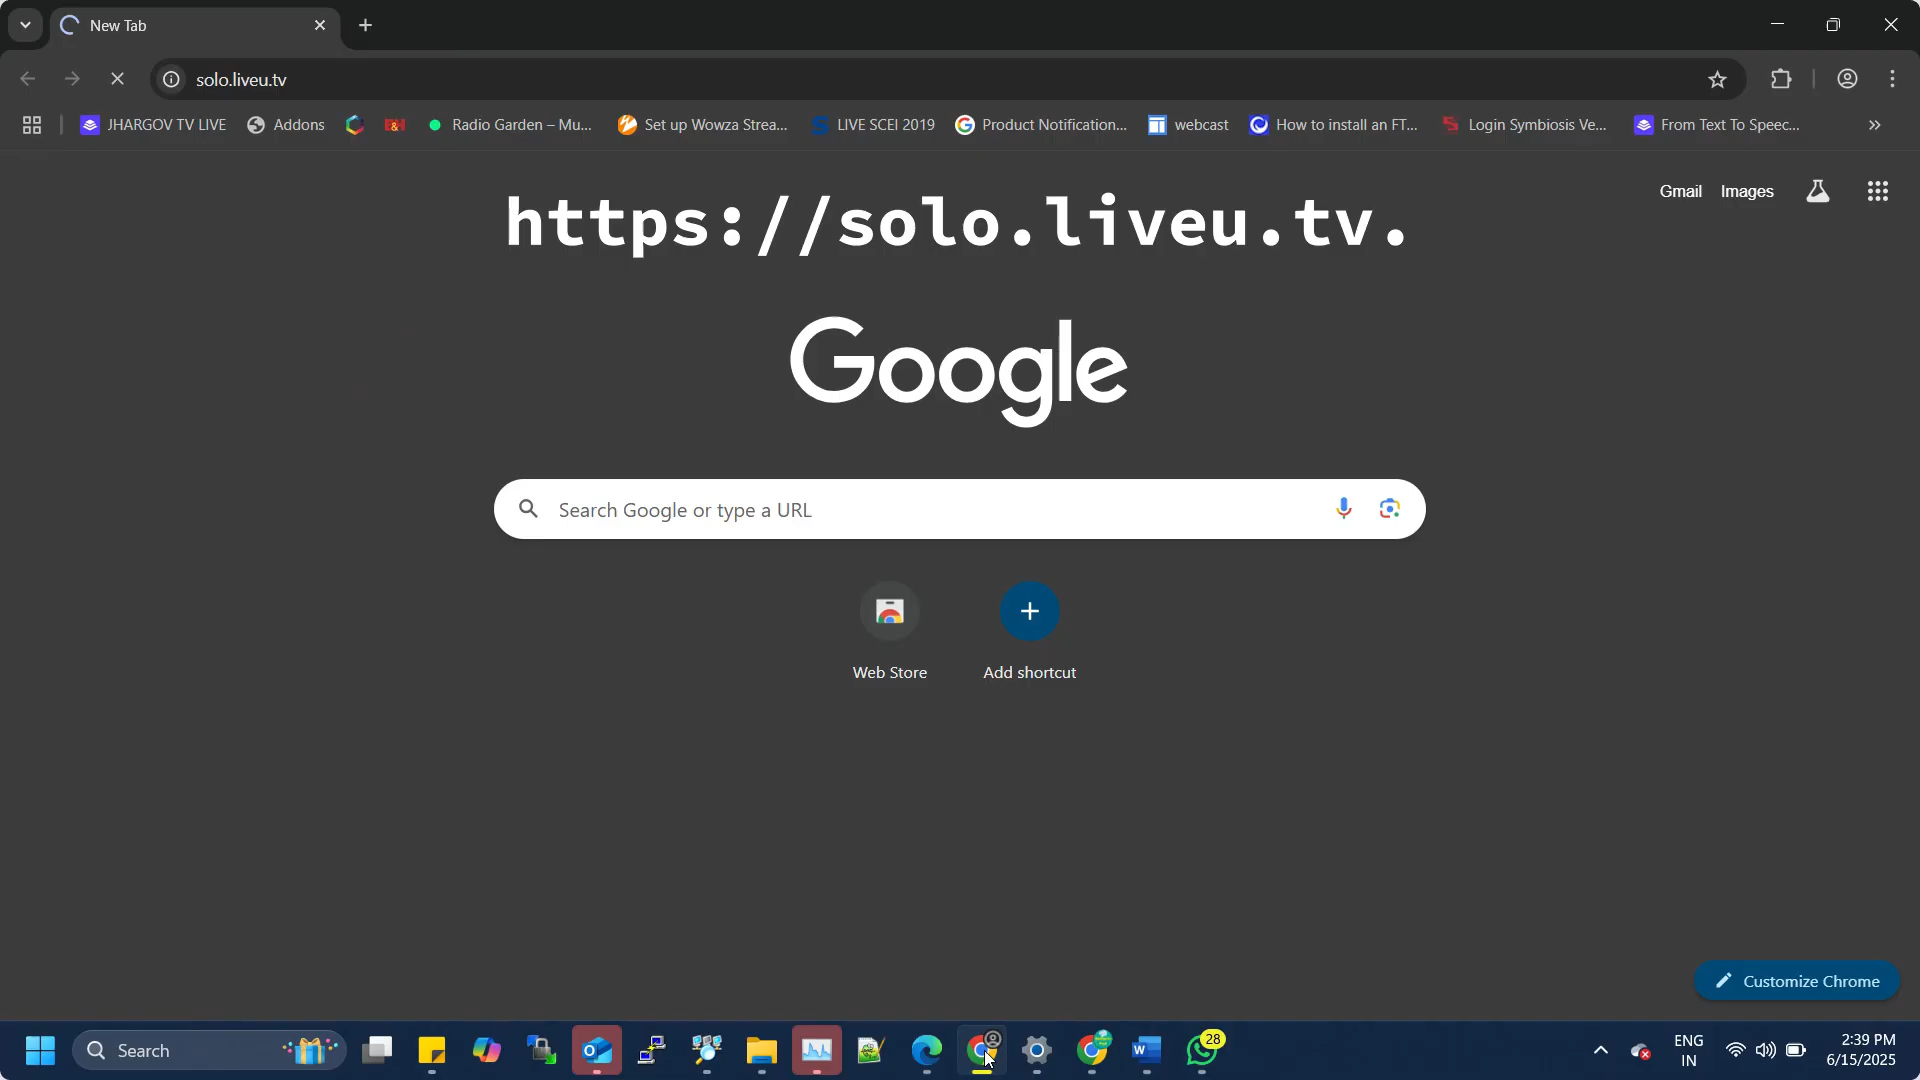 New Tab
solo.liveu.tv
JHARGOV TV LIVE
Addons
Radio Garden – Mu...
Set up Wowza Strea...
LIVE SCEI 2019
Product Notification...
webcast
How to install an FT...
Login Symbiosis Ve...
From Text To Speec...
Gmail Images
https://solo.liveu.tv.
Google
Search Google or type a URL
Web Store
Add shortcut
Customize Chrome
Search
28
ENG
IN
2:39 PM
6/15/2025